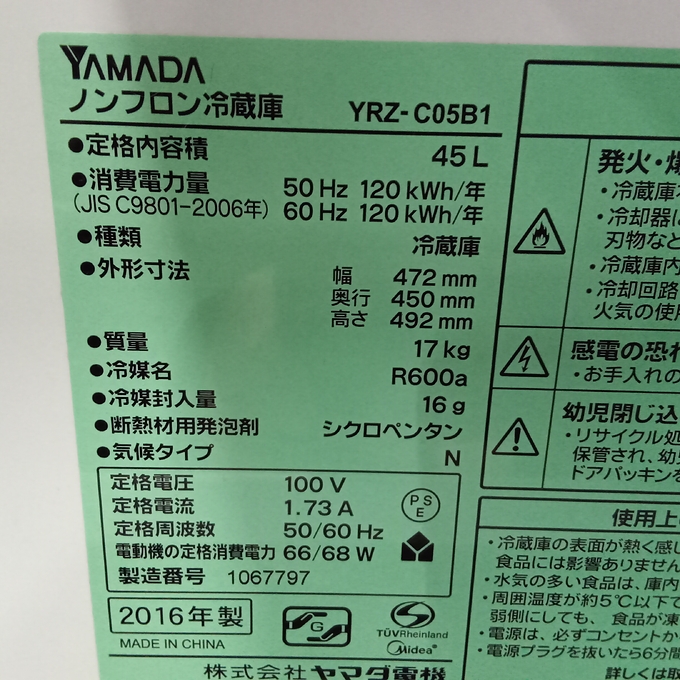 YAMADA
ノンフロン冷蔵庫 YRZ-C05B1
●定格内容積 45 L
●消費電力量 50 Hz 120 kWh/年
(JIS C9801-2006年) 60 Hz 120 kWh/年
●種類 冷蔵庫
●外形寸法 幅 472 mm
奥行 450 mm
高さ 492 mm
●質量 17 kg
●冷媒名 R600a
●冷媒封入量 16 g
●断熱材用発泡剤 シクロペンタン
●気候タイプ N
定格電圧 100 V
定格電流 1.73 A
定格周波数 50/60 Hz
電動機の定格消費電力 66/68 W
製造番号 1067797
PS
E
2016年製
MADE IN CHINA
G
TÜVRheinland
Midea
株式会社 ヤマダ電機
発火・爆
・冷蔵庫
・冷却器に
刃物など
・冷蔵庫内
・冷却回路
火気の使用
感電の恐れ
・お手入れの
幼児閉じ込
・リサイクル処
保管され、幼
ドアパッキンを
使用上
・冷蔵庫の表面が熱く感じ
食品には影響ありません
・水気の多い食品は、庫内
・周囲温度が約5℃以下で
弱側にしても、食品が凍
・電源は、必ずコンセントか
・電源プラグを抜いたら6分間
詳しくは取